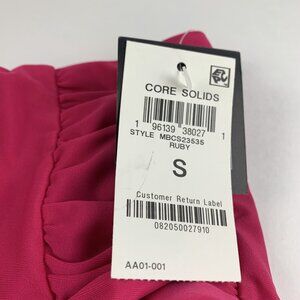 CORE SOLIDS
1 96139 38027 1
STYLE MBCS23535
RUBY
S
Customer Return Label
082050027910
AA01-001